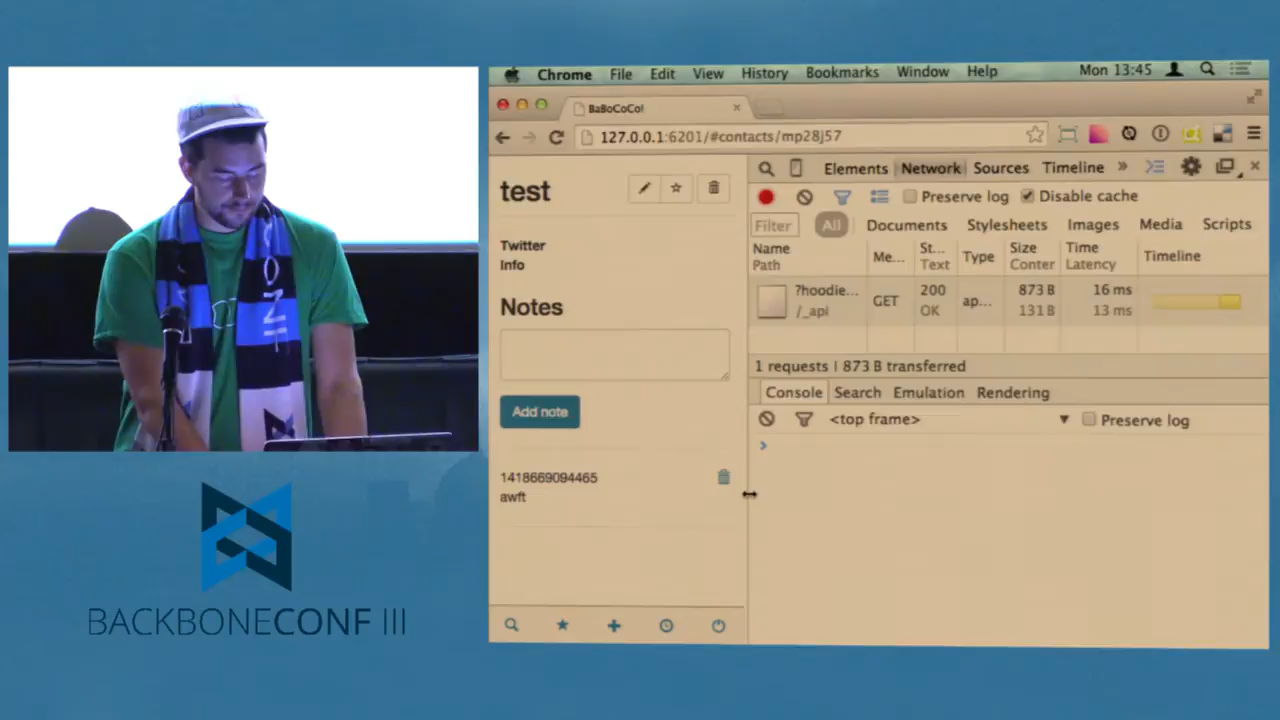 Chrome File Edit View History Bookmarks Window Help Mon 13:45
BaBoCoCo!
127.0.0.1:6201/#contacts/mp28j57
test
Twitter
Info
Notes
Add note
1418669094465
awft
Elements Network Sources Timeline
Preserve log Disable cache
Filter All Documents Stylesheets Images Media Scripts
Name Me... St... Type Size Time Timeline
Path Text Conter Latency
?hoodie... GET 200 ap... 873 B 16 ms
/_api OK 131 B 13 ms
1 requests | 873 B transferred
Console Search Emulation Rendering
<top frame> Preserve log
BACKBONECONF III